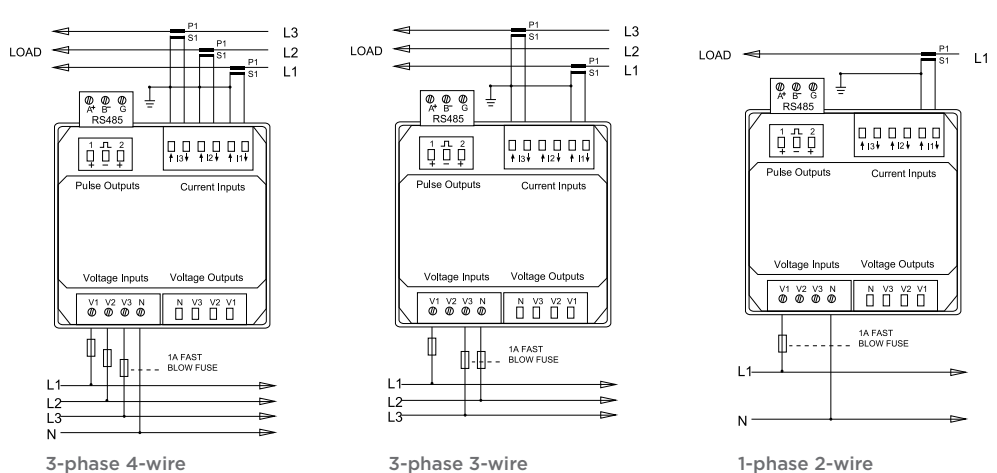 LOAD
P1
S1
L3
P1
S1
L2
P1
S1
L1
A+ B- G
RS485
1 2
+ - +
I3 I2 I1
Pulse Outputs
Current Inputs
Voltage Inputs
Voltage Outputs
V1 V2 V3 N
N V3 V2 V1
1A FAST
BLOW FUSE
L1
L2
L3
N
3-phase 4-wire
LOAD
P1
S1
L3
L2
P1
S1
L1
A+ B- G
RS485
1 2
+ - +
I3 I2 I1
Pulse Outputs
Current Inputs
Voltage Inputs
Voltage Outputs
V1 V2 V3 N
N V3 V2 V1
1A FAST
BLOW FUSE
L1
L2
L3
3-phase 3-wire
LOAD
P1
S1
L1
A+ B- G
RS485
1 2
+ - +
I3 I2 I1
Pulse Outputs
Current Inputs
Voltage Inputs
Voltage Outputs
V1 V2 V3 N
N V3 V2 V1
1A FAST
BLOW FUSE
L1
N
1-phase 2-wire